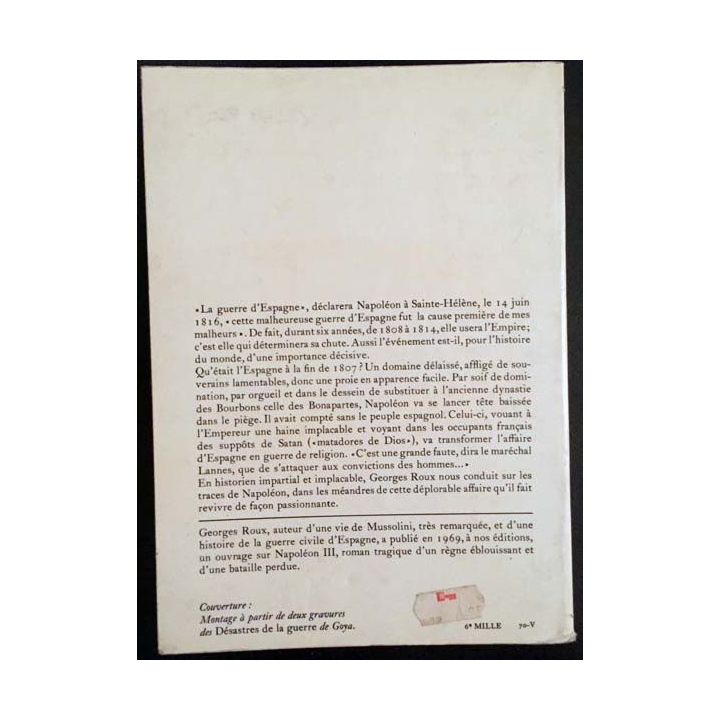 «La guerre d'Espagne», déclarera Napoléon à Sainte-Hélène, le 14 juin
1816, «cette malheureuse guerre d'Espagne fut la cause première de mes
malheurs». De fait, durant six années, de 1808 à 1814, elle usera l'Empire;
c'est elle qui déterminera sa chute. Aussi l'événement est-il, pour l'histoire
du monde, d'une importance décisive.
Qu'était l'Espagne à la fin de 1807? Un domaine délaissé, affligé de sou-
verains lamentables, donc une proie en apparence facile. Par soif de domi-
nation, par orgueil et dans le dessein de substituer à l'ancienne dynastie
des Bourbons celle des Bonapartes, Napoléon va se lancer tête baissée
dans le piège. Il avait compté sans le peuple espagnol. Celui-ci, vouant à
l'Empereur une haine implacable et voyant dans les occupants français
des suppôts de Satan («matadores de Dios»), va transformer l'affaire
d'Espagne en guerre de religion. «C'est une grande faute, dira le maréchal
Lannes, que de s'attaquer aux convictions des hommes...»
En historien impartial et implacable, Georges Roux nous conduit sur les
traces de Napoléon, dans les méandres de cette déplorable affaire qu'il fait
revivre de façon passionnante.
Georges Roux, auteur d'une vie de Mussolini, très remarquée, et d'une
histoire de la guerre civile d'Espagne, a publié en 1969, à nos éditions,
un ouvrage sur Napoléon III, roman tragique d'un règne éblouissant et
d'une bataille perdue.
Couverture :
Montage à partir de deux gravures
des Désastres de la guerre de Goya.
6e MILLE 70-V